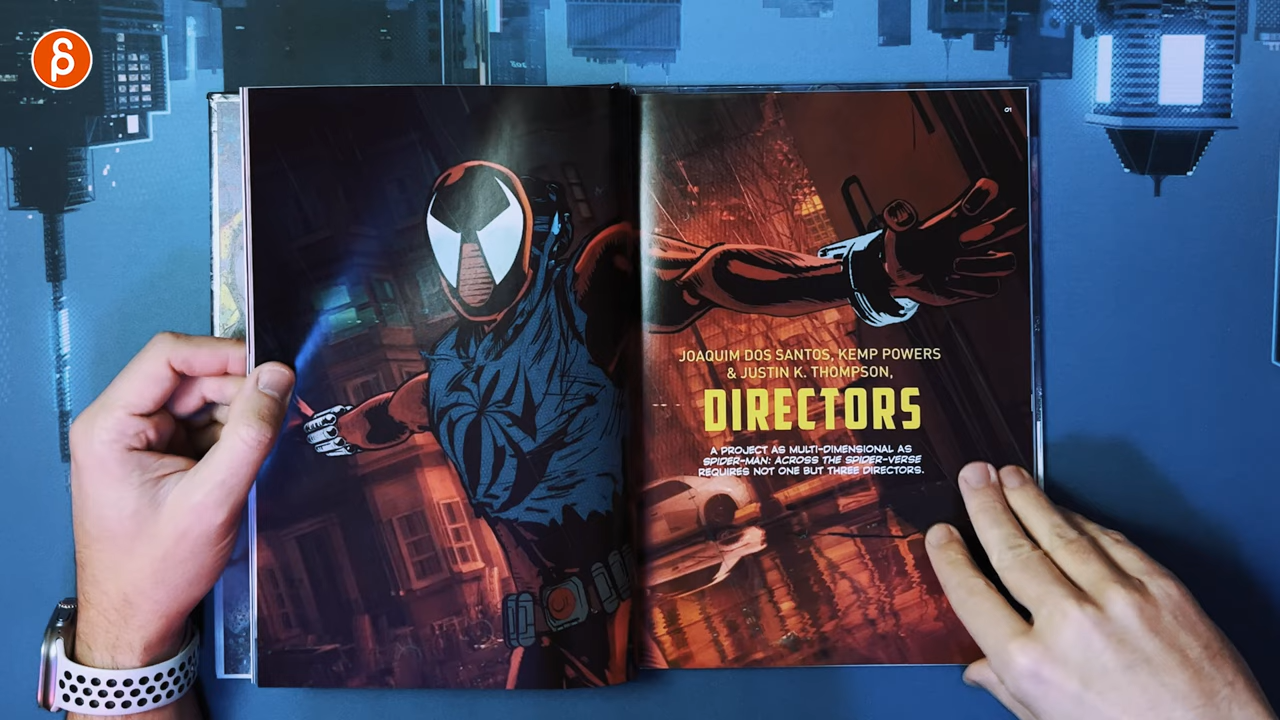 JOAQUIM DOS SANTOS, KEMP POWERS
& JUSTIN K. THOMPSON,
DIRECTORS
A PROJECT AS MULTI-DIMENSIONAL AS
SPIDER-MAN: ACROSS THE SPIDER-VERSE
REQUIRES NOT ONE BUT THREE DIRECTORS.